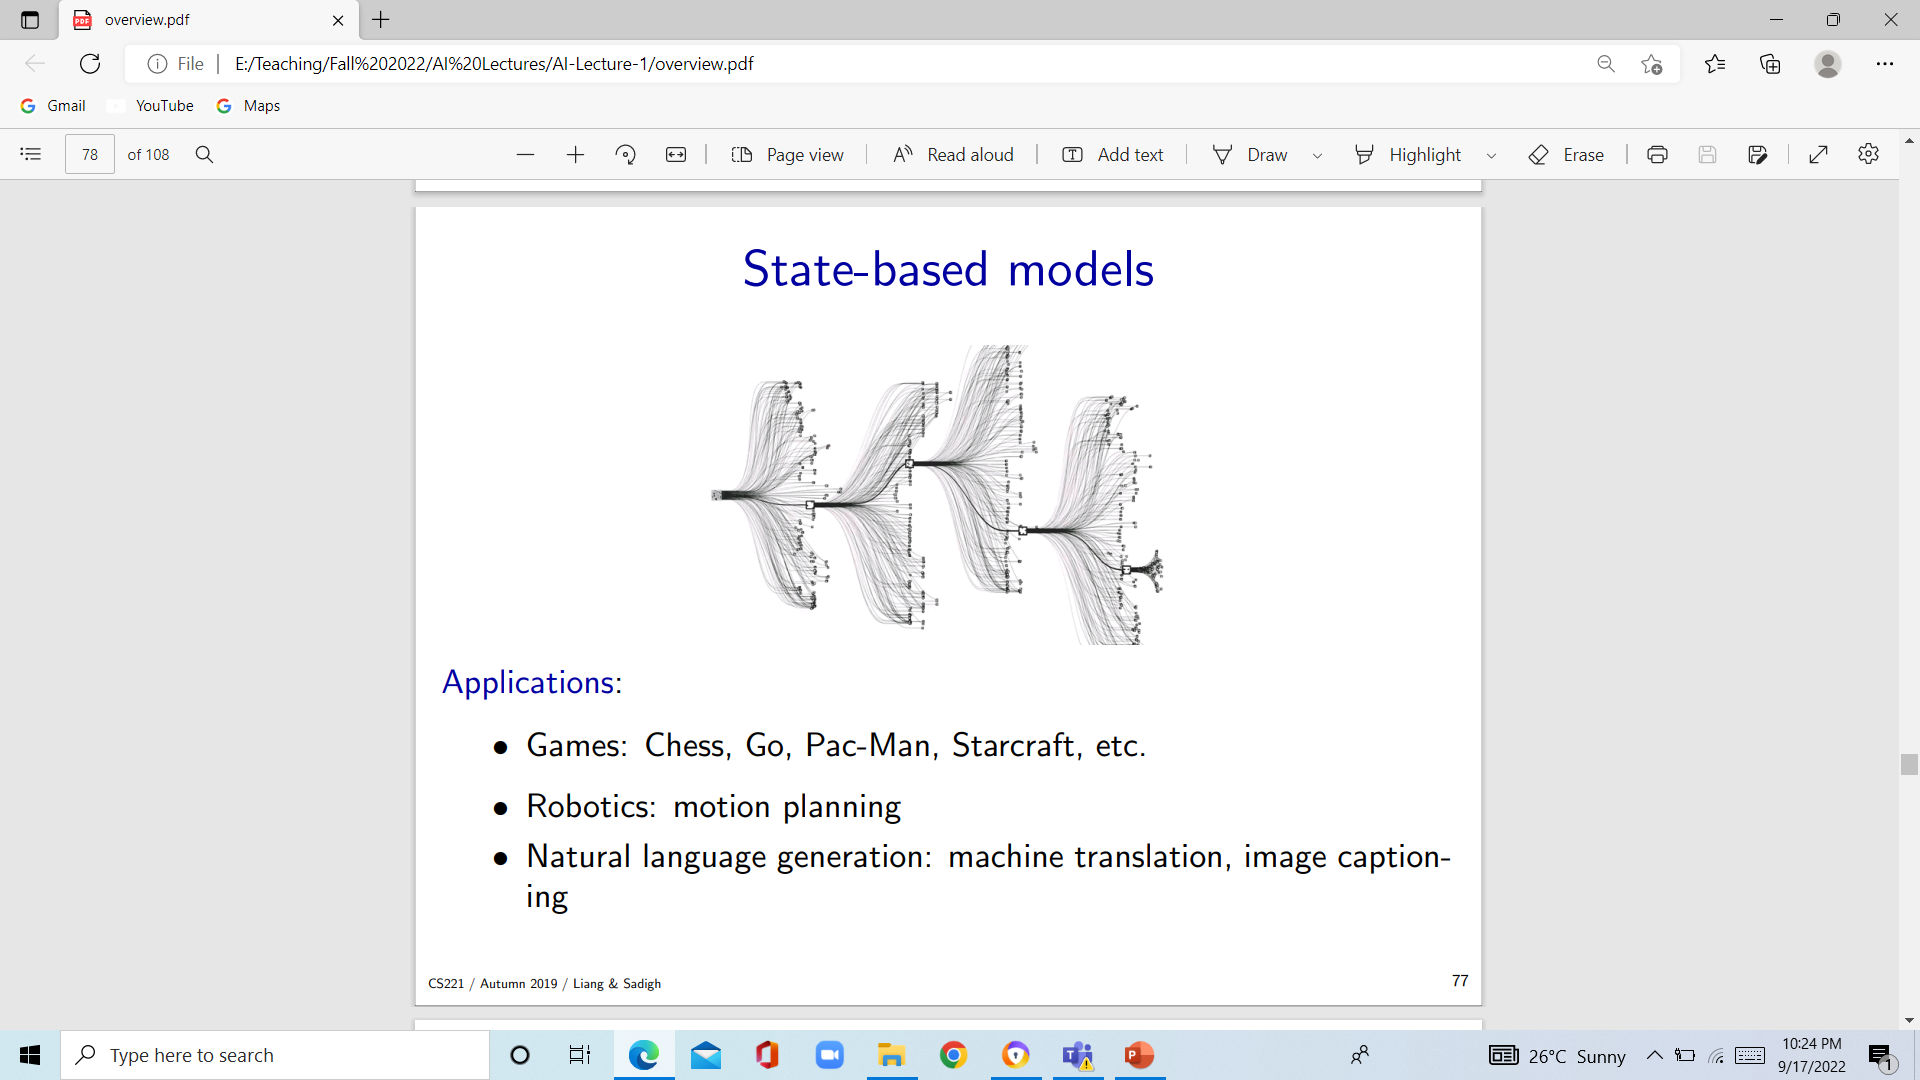 overview.pdf
File
E:/Teaching/Fall%202022/AI%20Lectures/AI-Lecture-1/overview.pdf
Gmail
YouTube
Maps
78
of 108
Page view
Read aloud
Add text
Draw
Highlight
Erase
State-based models
Applications:
• Games: Chess, Go, Pac-Man, Starcraft, etc.
• Robotics: motion planning
• Natural language generation: machine translation, image caption-
ing
CS221 / Autumn 2019 / Liang & Sadigh
77
Type here to search
26°C Sunny
10:24 PM
9/17/2022
1